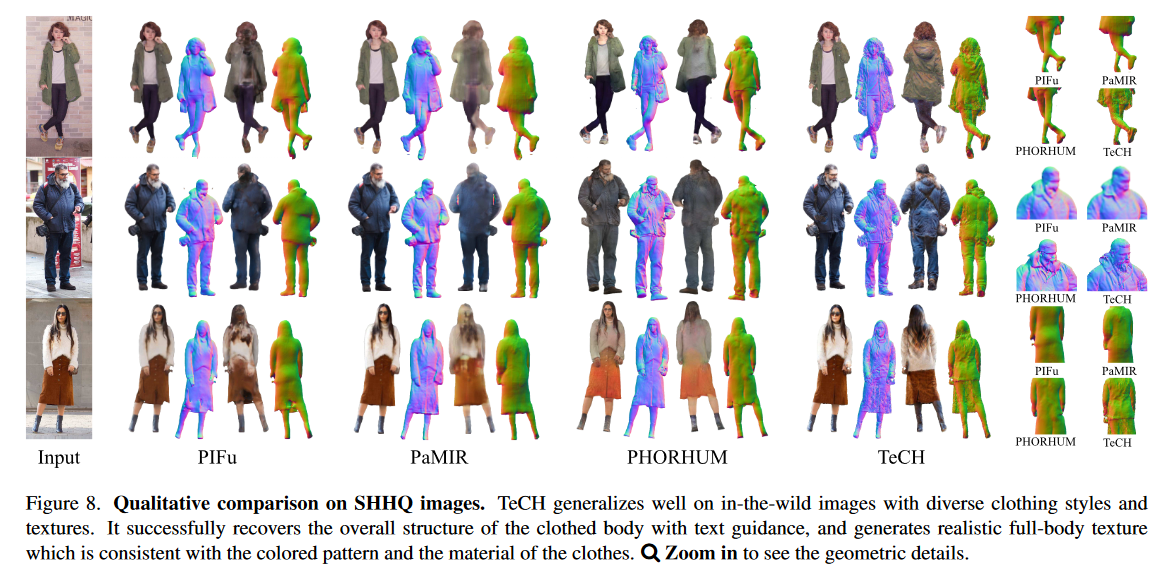 MAGIC
PIFu PaMIR
PHORHUM TeCH
PIFu PaMIR
PHORHUM TeCH
PIFu PaMIR
PHORHUM TeCH
Input PIFu PaMIR PHORHUM TeCH
Figure 8. Qualitative comparison on SHHQ images. TeCH generalizes well on in-the-wild images with diverse clothing styles and
textures. It successfully recovers the overall structure of the clothed body with text guidance, and generates realistic full-body texture
which is consistent with the colored pattern and the material of the clothes. Zoom in to see the geometric details.